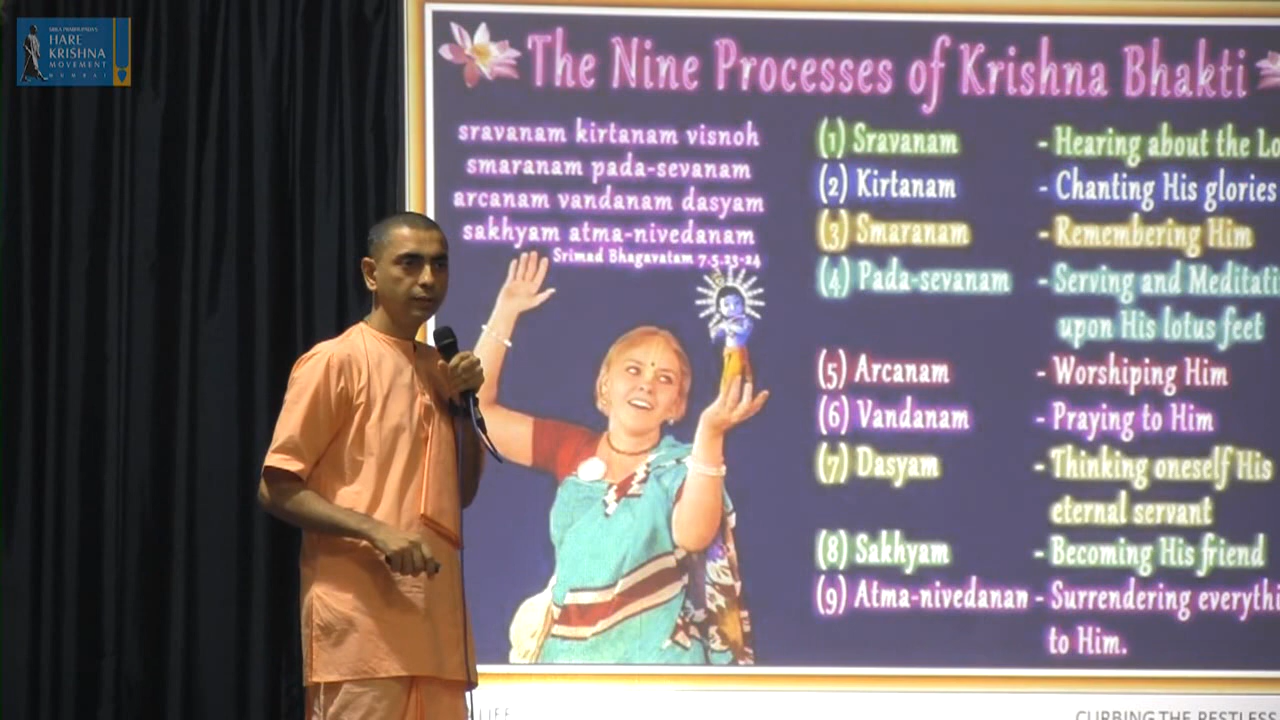 SRILA PRABHUPADA'S
HARE
KRISHNA
MOVEMENT
MUMBAI
The Nine Processes of Krishna Bhakti
sravanam kirtanam visnoh
smaranam pada-sevanam
arcanam vandanam dasyam
sakhyam atma-nivedanam
Srimad Bhagavatam 7.5.23-24
(1) Sravanam - Hearing about the Lo
(2) Kirtanam - Chanting His glories
(3) Smaranam - Remembering Him
(4) Pada-sevanam - Serving and Meditati
upon His lotus feet
(5) Arcanam - Worshiping Him
(6) Vandanam - Praying to Him
(7) Dasyam - Thinking oneself His
eternal servant
(8) Sakhyam - Becoming His friend
(9) Atma-nivedanan - Surrendering everythi
to Him.
LIFE
CURBING THE RESTLESS